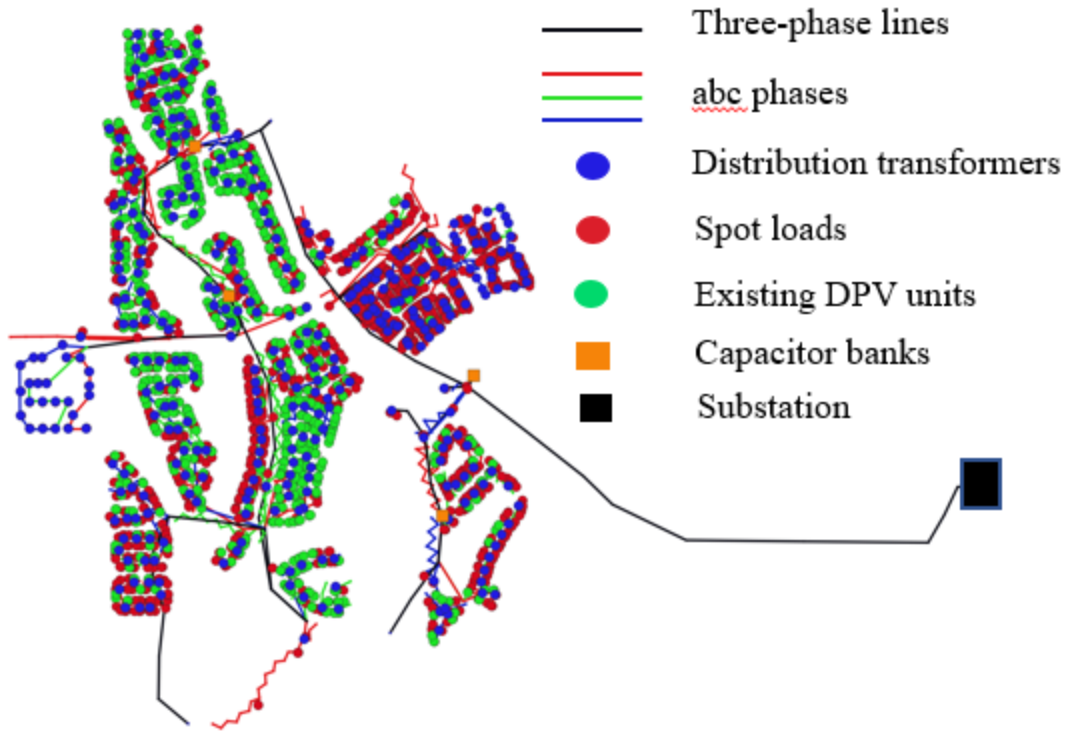 Three-phase lines
abc phases
Distribution transformers
Spot loads
Existing DPV units
Capacitor banks
Substation